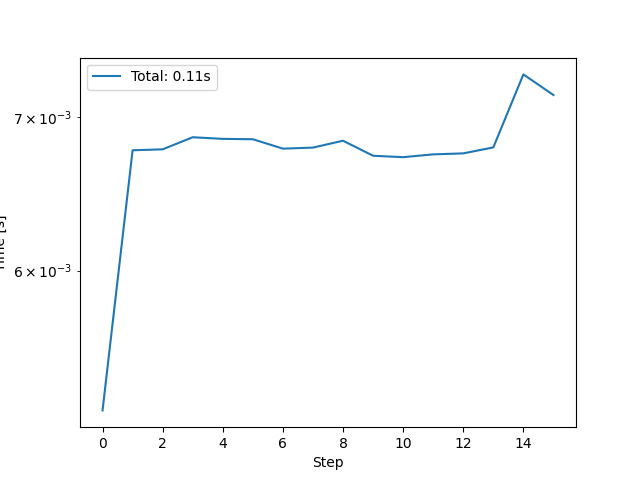 Total: 0.11s
7 × 10⁻³
6 × 10⁻³
Time [s]
0 2 4 6 8 10 12 14
Step